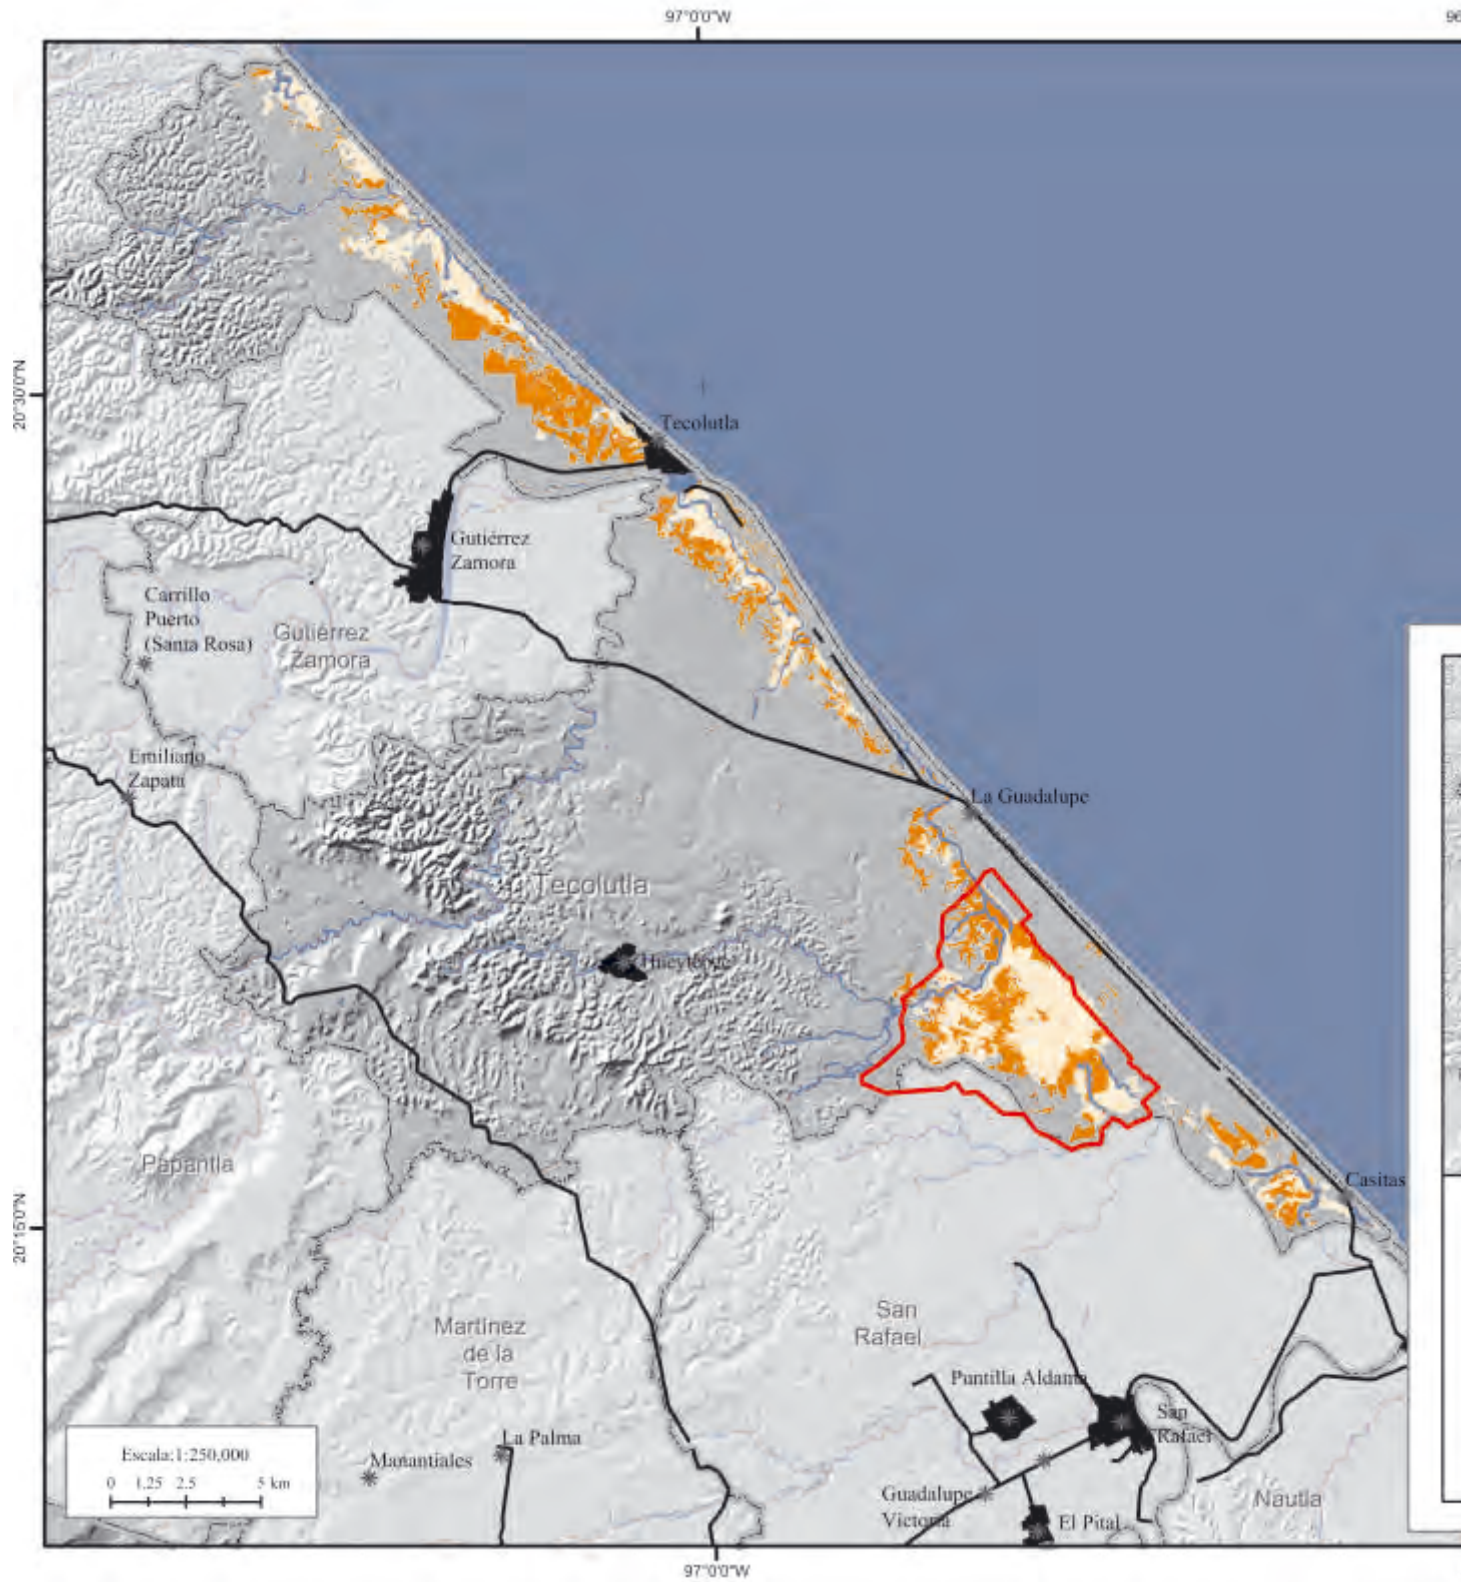 97°0'0"W
96
20°30'0"N
Tecolutla
Gutiérrez
Zamora
Carrillo
Puerto
(Santa Rosa)
Gutiérrez
Zamora
Emiliano
Zapata
La Guadalupe
Tecolutla
Papantla
Casitas
20°15'0"N
San
Rafael
Martínez
de la
Torre
Puntilla Aldama
San
Rafael
La Palma
Manantiales
Guadalupe
Victoria
El Pital
Nautla
Escala:1:250,000
0 1.25 2.5 5 km
97°0'0"W